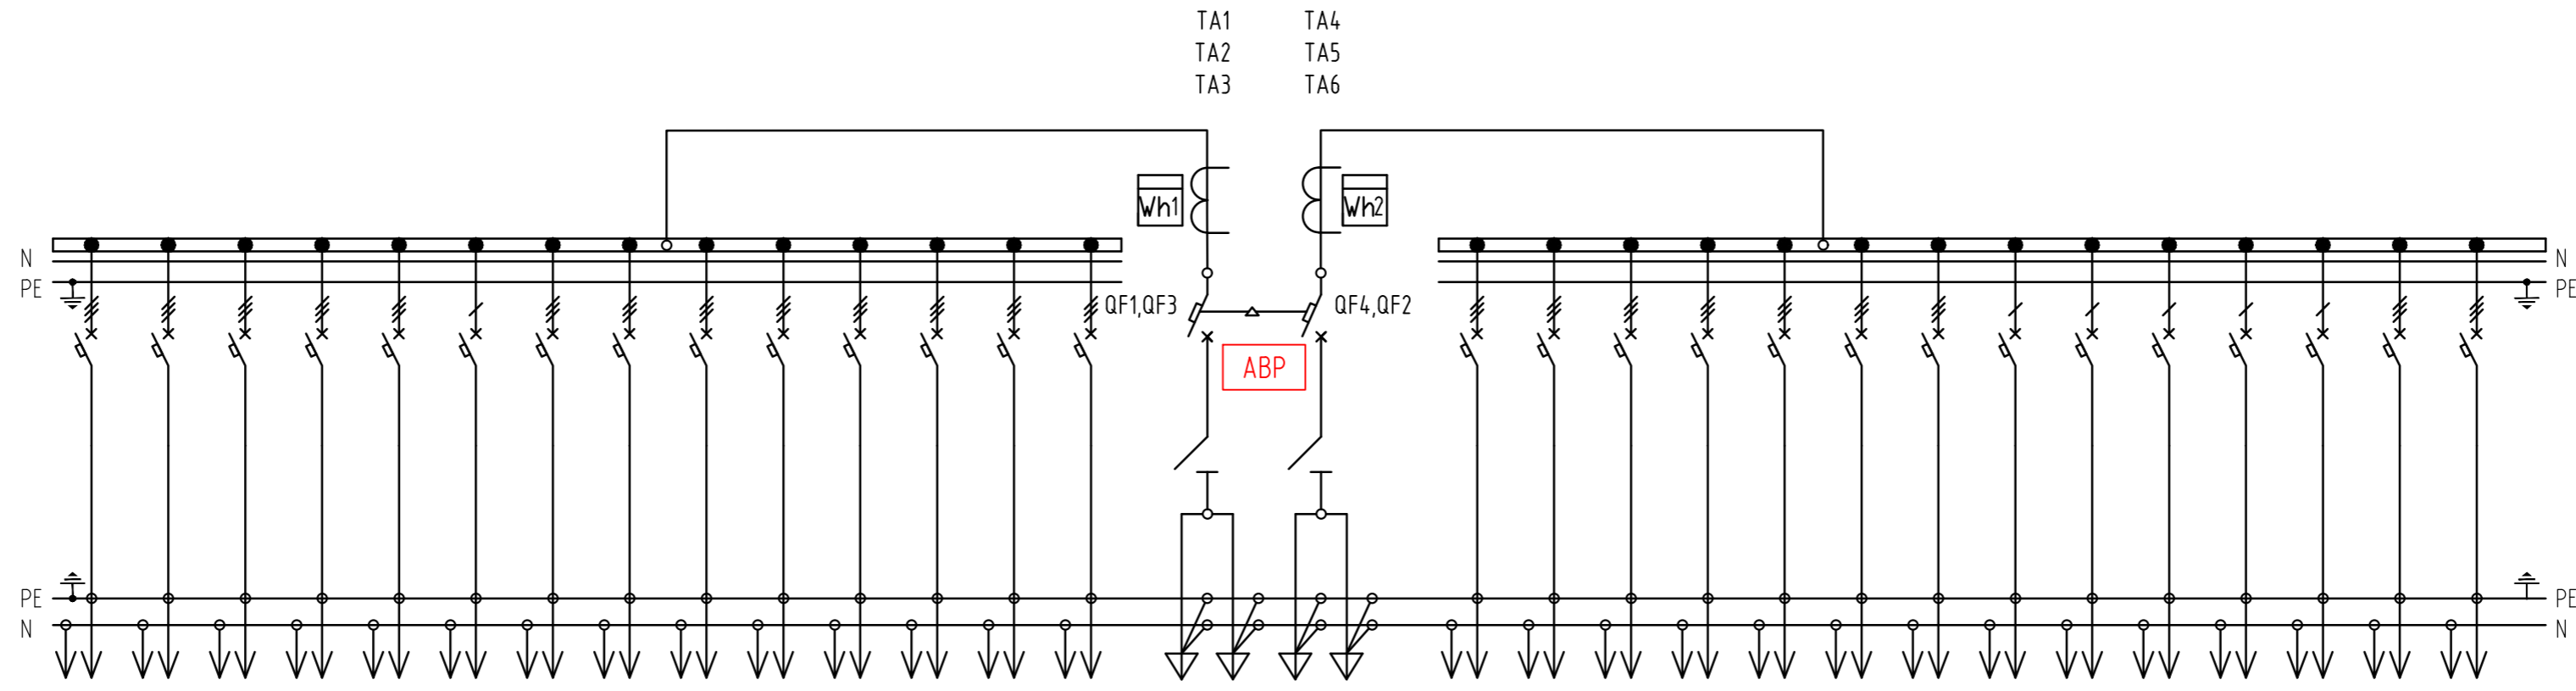 TA1 TA4
TA2 TA5
TA3 TA6
Wh1 Wh2
N N
PE PE
QF1,QF3 QF4,QF2
АВР
PE PE
N N